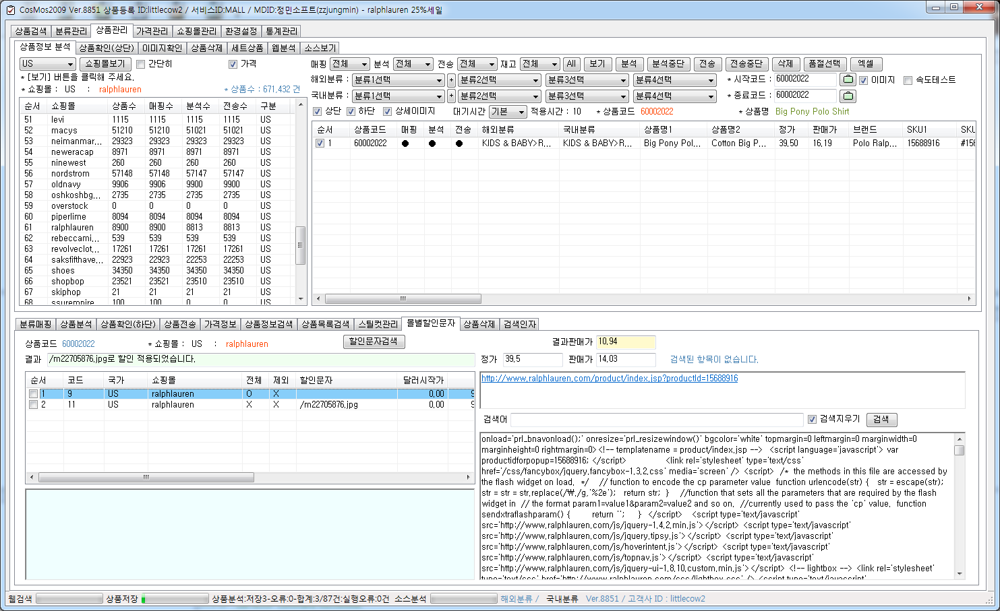 CosMos2009 Ver.8851 상품등록 ID:littlecow2 / 서비스ID:MALL / MDID:정민소프트(zzjungmin) - ralphlauren 25%세일
상품검색 분류관리 상품관리 가격관리 쇼핑몰관리 환경설정 통계관리
상품정보 분석 상품확인(상단) 이미지확인 상품삭제 세트상품 웹분석 소스보기
US 쇼핑몰보기 간단히 가격
* [보기] 버튼을 클릭해 주세요.
* 쇼핑몰 : US : ralphlauren * 상품수 : 671,432 건
순서 쇼핑몰 상품수 매핑수 분석수 전송수 구분
51 levi 1115 1115 1115 1115 US
52 macys 51210 51210 51021 51021 US
53 neimanmar... 29323 29323 29323 29323 US
54 neweracap 8971 8971 8971 8971 US
55 ninewest 260 260 260 260 US
56 nordstrom 57148 57148 57147 57147 US
57 oldnavy 9906 9906 9900 9900 US
58 oshkoshbg... 2735 2735 2735 2735 US
59 overstock 0 0 0 0 US
60 piperlime 8094 8094 8094 8094 US
61 ralphlauren 8900 8900 8813 8813 US
62 rebeccami... 539 539 539 539 US
63 revolveclot... 17261 17261 17261 17261 US
64 saksfifthave... 22923 22923 22253 22253 US
65 shoes 34350 34350 34350 34350 US
66 shopbop 23521 23521 23510 23510 US
67 skiphop 21 21 21 21 US
68 ssurempire 100 100 0 0 US
매핑 전체 분석 전체 전송 전체 재고 전체 All 보기 분석 분석중단 전송 전송중단 삭제 품절선택 엑셀
해외분류 : 분류1선택 + 분류2선택 분류3선택 분류4선택 * 시작코드 : 60002022 이미지 속도테스트
국내분류 : 분류1선택 + 분류2선택 분류3선택 분류4선택 * 종료코드 : 60002022
상단 하단 상세이미지 대기시간 기본 적용시간 : 10 * 상품코드 60002022 * 상품명 Big Pony Polo Shirt
순서 상품코드 매핑 분석 전송 해외분류 국내분류 상품명1 상품명2 정가 판매가 브랜드 SKU1 SKU
1 60002022 ● ● ● KIDS & BABY>R... KIDS & BABY>R... Big Pony Pol... Cotton Big P... 39,50 16,19 Polo Ralp... 15688916 #156
분류매핑 상품분석 상품확인(하단) 상품전송 가격정보 상품정보검색 상품목록검색 스틸컷관리 몰별할인문자 상품삭제 검색인자
상품코드 60002022 * 쇼핑몰 : US : ralphlauren 할인문자검색 결과판매가 10,94
결과 /m22705876.jpg로 할인 적용되었습니다. 정가 39,5 판매가 14,03 검색된 항목이 없습니다.
순서 코드 국가 쇼핑몰 전체 제외 할인문자 달러시작가
1 9 US ralphlauren O X 0,00 9
2 11 US ralphlauren X X /m22705876.jpg 0,00 9
http://www.ralphlauren.com/product/index.jsp?productId=15688916
검색어 검색지우기 검색
onload='prl_bnavonload();' onresize='prl_resizewindow()' bgcolor='white' topmargin=0 leftmargin=0 marginwidth=0
marginheight=0 rightmargin=0><!-- templatename = product/index.jsp --> <script language='javascript'> var
productidforpopup=15688916; </script> <link rel='stylesheet' type='text/css'
href='/css/fancybox/jquery.fancybox-1.3.2.css' media='screen' /> <script> /* the methods in this file are accessed by
the flash widget on load. */ // function to encode the cp parameter value function urlencode(str) { str = escape(str);
str = str = str.replace(/₩./g,'%2e'); return str; } //function that sets all the parameters that are required by the flash
widget in // the format param1=value1&param2=value2 and so on. //currently used to pass the 'cp' value. function
sendxtraflashparam() { return ''; } </script> <script type='text/javascript'
src='http://www.ralphlauren.com/js/jquery-1.4.2.min.js'></script> <script type='text/javascript'
src='http://www.ralphlauren.com/js/jquery.tipsy.js'></script> <script type='text/javascript'
src='http://www.ralphlauren.com/js/hoverintent.js'></script> <script type='text/javascript'
src='http://www.ralphlauren.com/js/topnav.js'></script> <script type='text/javascript'
src='http://www.ralphlauren.com/js/jquery-ui-1.8.10.custom.min.js'></script> <!-- lightbox --> <link rel='stylesheet'
type='text/css' href='http://www.ralphlauren.com/css/lightbox.css' /> <script type='text/javascript'
웹검색 상품저장 상품분석:저장3-오류:0-합계:3/87건:실행오류:0건 소스분석 해외분류 / 국내분류 Ver.8851 / 고객사 ID : littlecow2